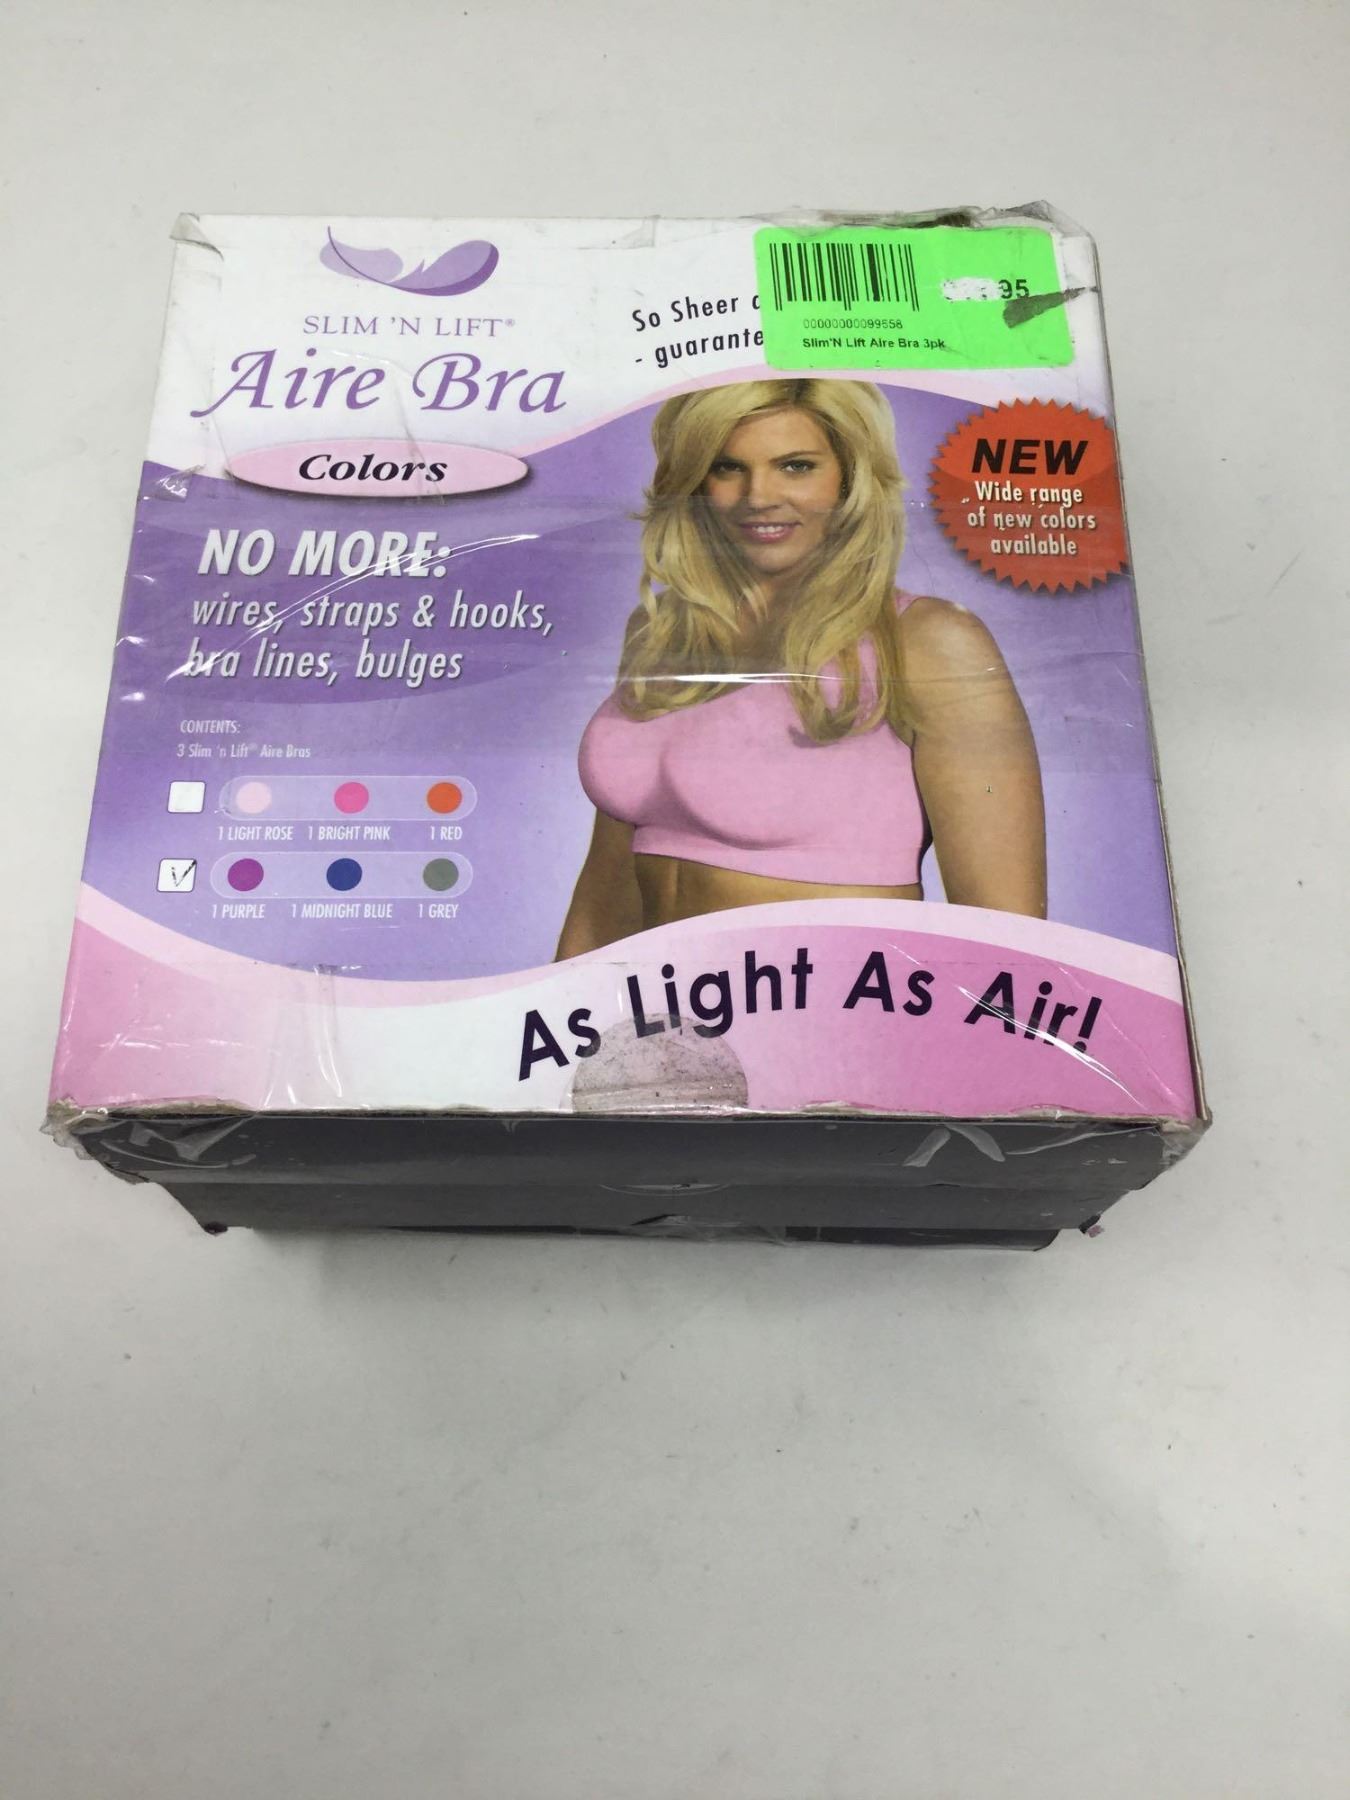 SLIM 'N LIFT®
Aire Bra
Colors
So Sheer
- guarante
95
00000000099558
Slim'N Lift Aire Bra 3pk
NEW
Wide range
of new colors
available
NO MORE:
wires, straps & hooks,
bra lines, bulges
CONTENTS:
3 Slim 'n Lift® Aire Bras
1 LIGHT ROSE 1 BRIGHT PINK 1 RED
1 PURPLE 1 MIDNIGHT BLUE 1 GREY
As Light As Air!